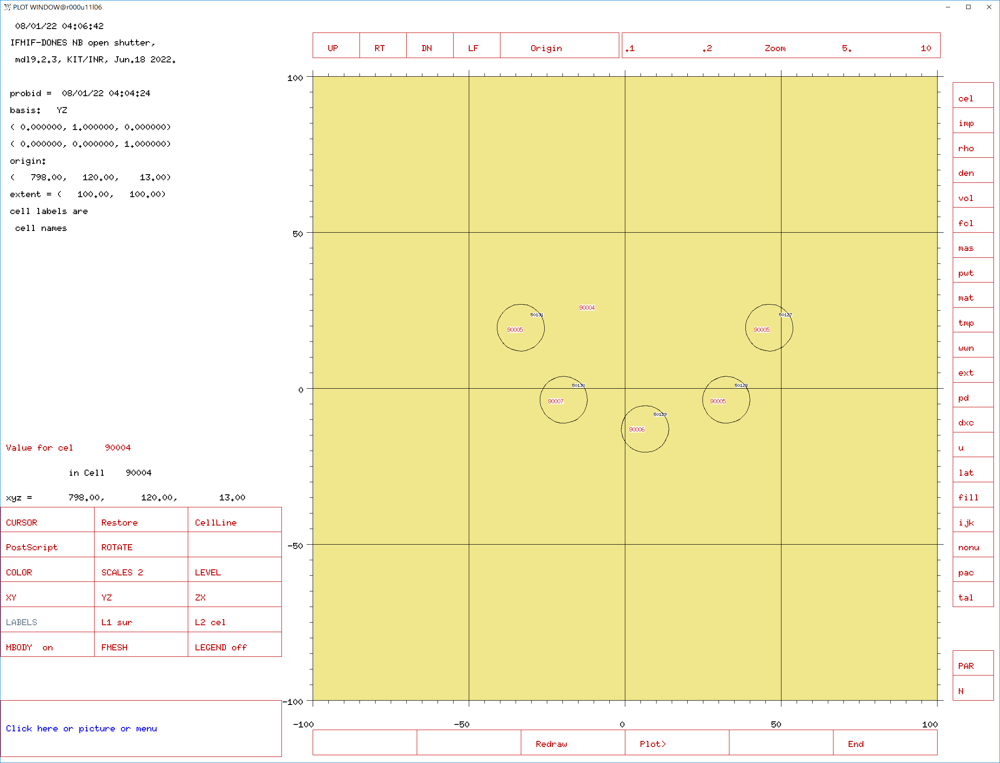 PLOT WINDOW@r000u11l06
08/01/22 04:06:42
IFMIF-DONES NB open shutter,
mdl9.2.3, KIT/INR, Jun.18 2022.
probid = 08/01/22 04:04:24
basis: YZ
( 0.000000, 1.000000, 0.000000)
( 0.000000, 0.000000, 1.000000)
origin:
( 798.00, 120.00, 13.00)
extent = ( 100.00, 100.00)
cell labels are
cell names
Value for cel 90004
in Cell 90004
xyz = 798.00, 120.00, 13.00
CURSOR Restore CellLine
PostScript ROTATE
COLOR SCALES 2 LEVEL
XY YZ ZX
LABELS L1 sur L2 cel
MBODY on FMESH LEGEND off
Click here or picture or menu
UP RT DN LF Origin .1 .2 Zoom 5. 10
100
50
0
-50
-100
90004
50131
90005
50127
90005
50130
90007
50128
90005
50129
90006
-100 -50 0 50 100
Redraw Plot> End
cel
imp
rho
den
vol
fcl
mas
pwt
mat
tmp
wwn
ext
pd
dxc
u
lat
fill
ijk
nonu
pac
tal
PAR
N